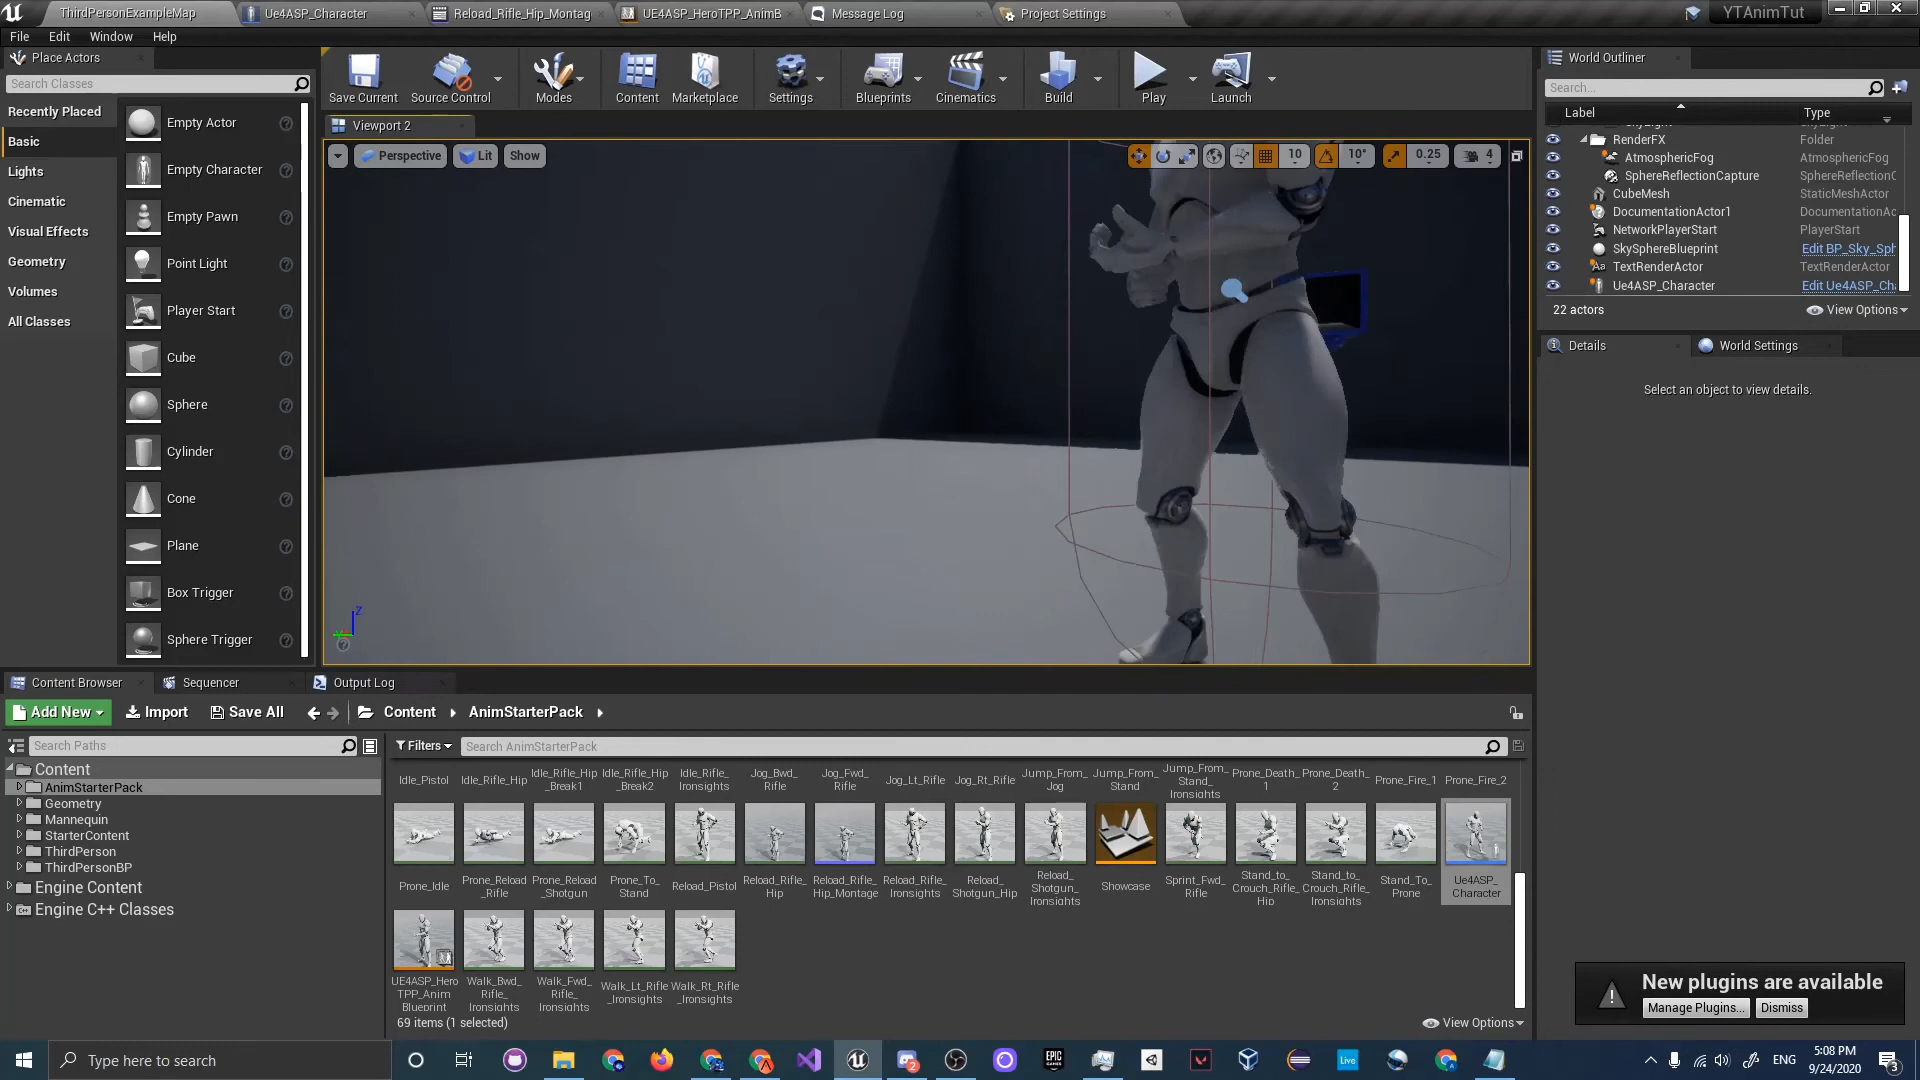 ThirdPersonExampleMap
Ue4ASP_Character
Reload_Rifle_Hip_Montag
UE4ASP_HeroTPP_AnimB
Message Log
Project Settings
YTAnimTut
File
Edit
Window
Help
Place Actors
Search Classes
Recently Placed
Basic
Lights
Cinematic
Visual Effects
Geometry
Volumes
All Classes
Empty Actor
Empty Character
Empty Pawn
Point Light
Player Start
Cube
Sphere
Cylinder
Cone
Plane
Box Trigger
Sphere Trigger
Save Current
Source Control
Modes
Content
Marketplace
Settings
Blueprints
Cinematics
Build
Play
Launch
Viewport 2
Perspective
Lit
Show
10
10°
0.25
4
Z
World Outliner
Search...
Label
Type
RenderFX
Folder
AtmosphericFog
AtmosphericFog
SphereReflectionCapture
SphereReflectionC
CubeMesh
StaticMeshActor
DocumentationActor1
DocumentationAc
NetworkPlayerStart
PlayerStart
SkySphereBlueprint
Edit BP_Sky_Sph
TextRenderActor
TextRenderActor
Ue4ASP_Character
Edit Ue4ASP_Cha
22 actors
View Options
Details
World Settings
Select an object to view details.
Content Browser
Sequencer
Output Log
Add New
Import
Save All
Content
AnimStarterPack
Search Paths
Filters
Search AnimStarterPack
Content
AnimStarterPack
Geometry
Mannequin
StarterContent
ThirdPerson
ThirdPersonBP
Engine Content
Engine C++ Classes
Idle_Pistol
Idle_Rifle_Hip
Idle_Rifle_Hip
_Break1
Idle_Rifle_Hip
_Break2
Idle_Rifle_
Ironsights
Jog_Bwd_
Rifle
Jog_Fwd_
Rifle
Jog_Lt_Rifle
Jog_Rt_Rifle
Jump_From_
Jog
Jump_From_
Stand
Jump_From_
Stand_
Ironsights
Prone_Death_
1
Prone_Death_
2
Prone_Fire_1
Prone_Fire_2
Prone_Idle
Prone_Reload
_Rifle
Prone_Reload
_Shotgun
Prone_To_
Stand
Reload_Pistol
Reload_Rifle_
Hip
Reload_Rifle_
Hip_Montage
Reload_Rifle_
Ironsights
Reload_
Shotgun_Hip
Reload_
Shotgun_
Ironsights
Showcase
Sprint_Fwd_
Rifle
Stand_to_
Crouch_Rifle_
Hip
Stand_to_
Crouch_Rifle_
Ironsights
Stand_To_
Prone
Ue4ASP_
Character
UE4ASP_Hero
TPP_Anim
Blueprint
Walk_Bwd_
Rifle_
Ironsights
Walk_Fwd_
Rifle_
Ironsights
Walk_Lt_Rifle
_Ironsights
Walk_Rt_Rifle
_Ironsights
69 items (1 selected)
View Options
New plugins are available
Manage Plugins...
Dismiss
Type here to search
EPIC
GAMES
2
Live
ENG
5:08 PM
9/24/2020
3